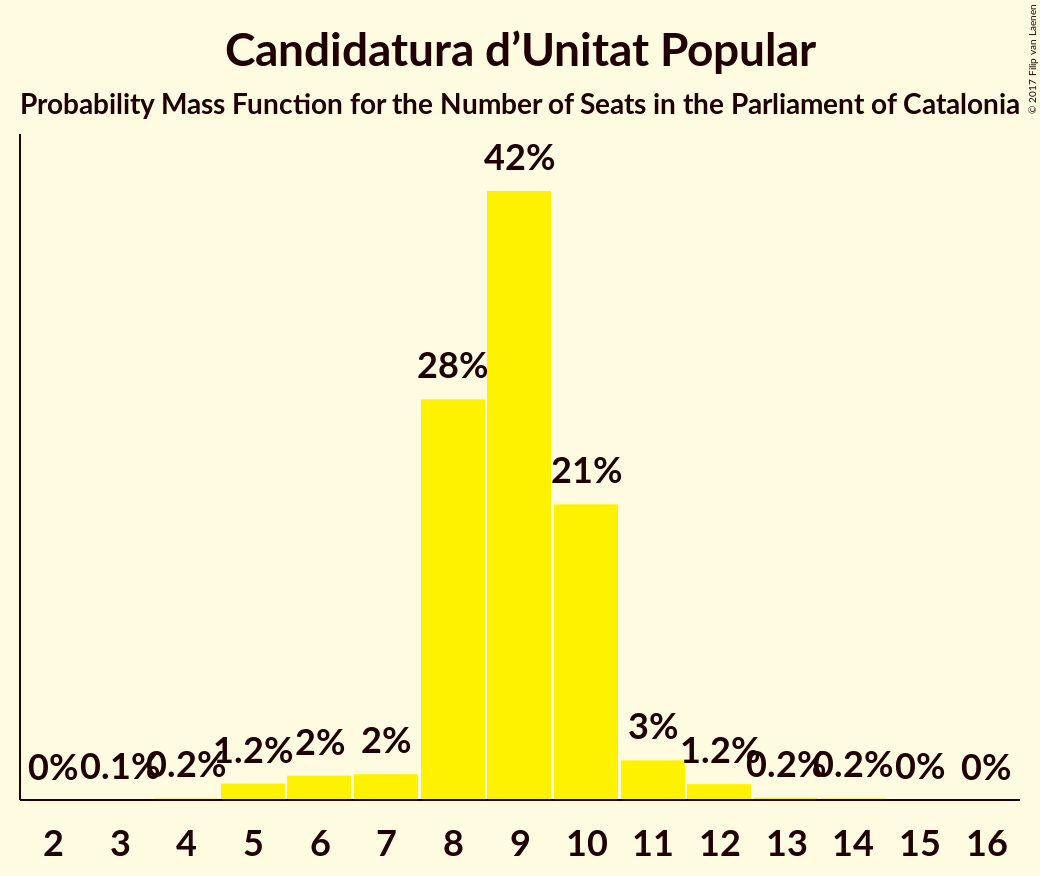 Candidatura d’Unitat Popular
Probability Mass Function for the Number of Seats in the Parliament of Catalonia
© 2017 Filip van Laenen
42%
28%
21%
3%
2%
2%
1.2%
1.2%
0% 0.1% 0.2% 0.2% 0.2% 0% 0%
2 3 4 5 6 7 8 9 10 11 12 13 14 15 16